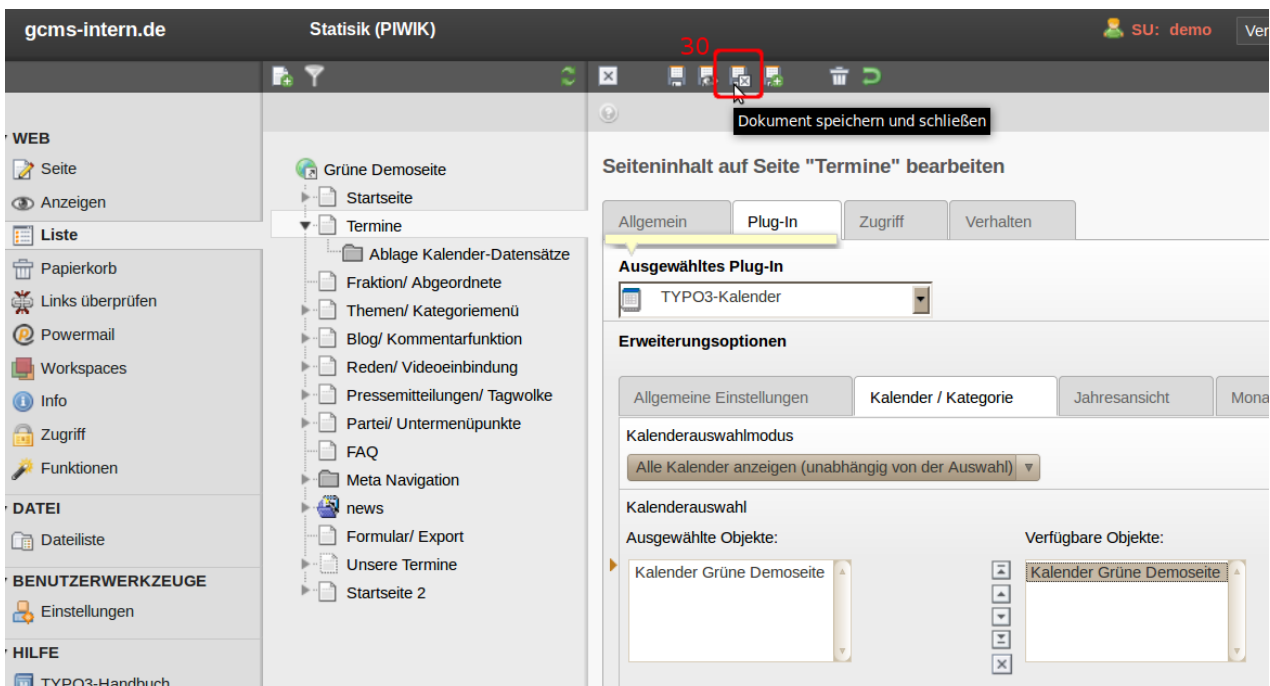 gcms-intern.de
Statisik (PIWIK)
SU: demo
Ver
30
Dokument speichern und schließen
WEB
Seite
Anzeigen
Liste
Papierkorb
Links überprüfen
Powermail
Workspaces
Info
Zugriff
Funktionen
DATEI
Dateiliste
BENUTZERWERKZEUGE
Einstellungen
HILFE
TYPO3-Handbuch
Grüne Demoseite
Startseite
Termine
Ablage Kalender-Datensätze
Fraktion/ Abgeordnete
Themen/ Kategoriemenü
Blog/ Kommentarfunktion
Reden/ Videoeinbindung
Pressemitteilungen/ Tagwolke
Partei/ Untermenüpunkte
FAQ
Meta Navigation
news
Formular/ Export
Unsere Termine
Startseite 2
Seiteninhalt auf Seite "Termine" bearbeiten
Allgemein Plug-In Zugriff Verhalten
Ausgewähltes Plug-In
TYPO3-Kalender
Erweiterungsoptionen
Allgemeine Einstellungen Kalender / Kategorie Jahresansicht Mona
Kalenderauswahlmodus
Alle Kalender anzeigen (unabhängig von der Auswahl)
Kalenderauswahl
Ausgewählte Objekte: Verfügbare Objekte:
Kalender Grüne Demoseite Kalender Grüne Demoseite